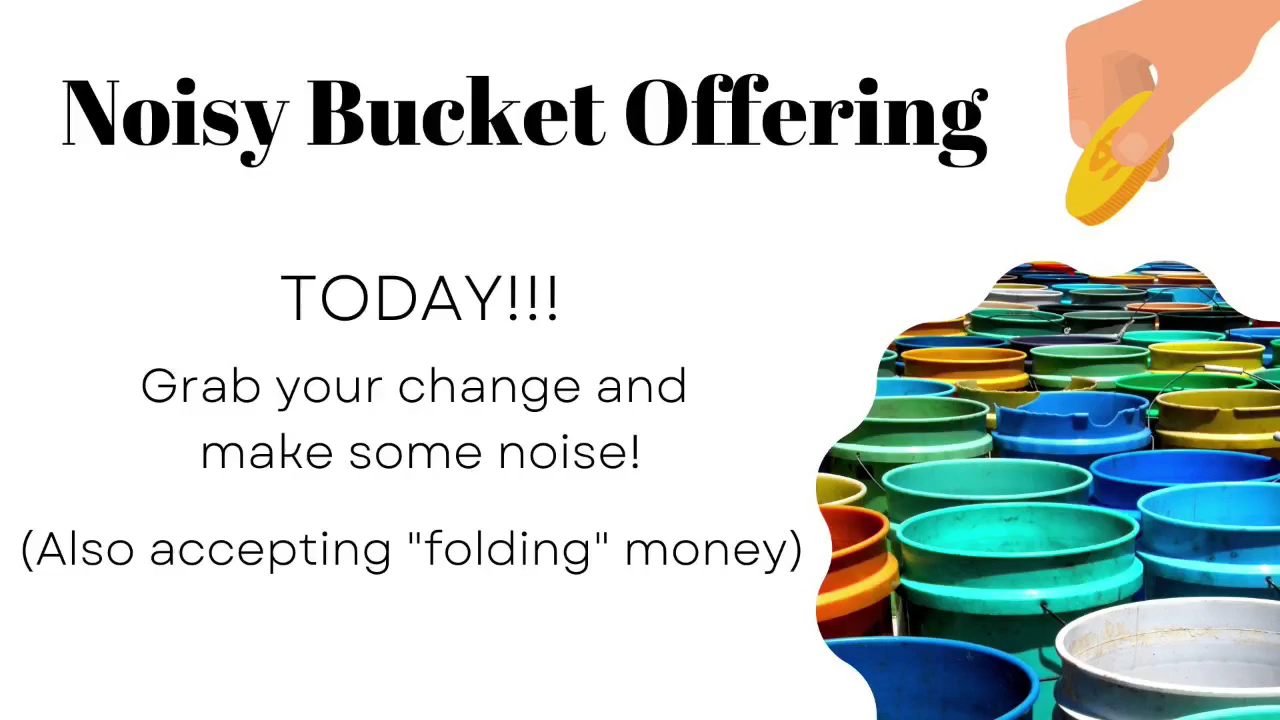 Noisy Bucket Offering
TODAY!!!
Grab your change and
make some noise!
(Also accepting "folding" money)